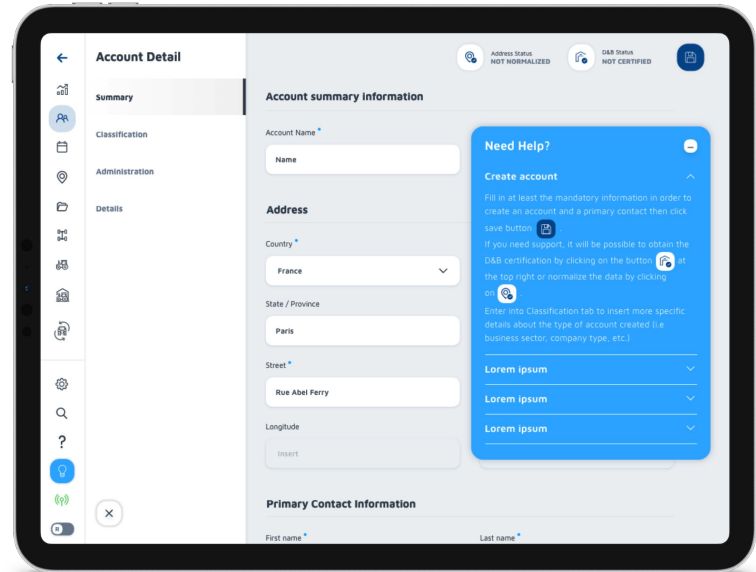 Account Detail
Address Status
NOT NORMALIZED
D&B Status
NOT CERTIFIED
Summary
Classification
Administration
Details
Account summary information
Account Name *
Name
Address
Country *
France
State / Province
Paris
Street *
Rue Abel Ferry
Longitude
Insert
Primary Contact Information
First name *
Last name *
Need Help?
Create account
Fill in at least the mandatory information in order to
create an account and a primary contact then click
save button .
If you need support, it will be possible to obtain the
D&B certification by clicking on the button at
the top right or normalize the data by clicking
on .
Enter into Classification tab to insert more specific
details about the type of account created (i.e
business sector, company type, etc.)
Lorem ipsum
Lorem ipsum
Lorem ipsum
?
R